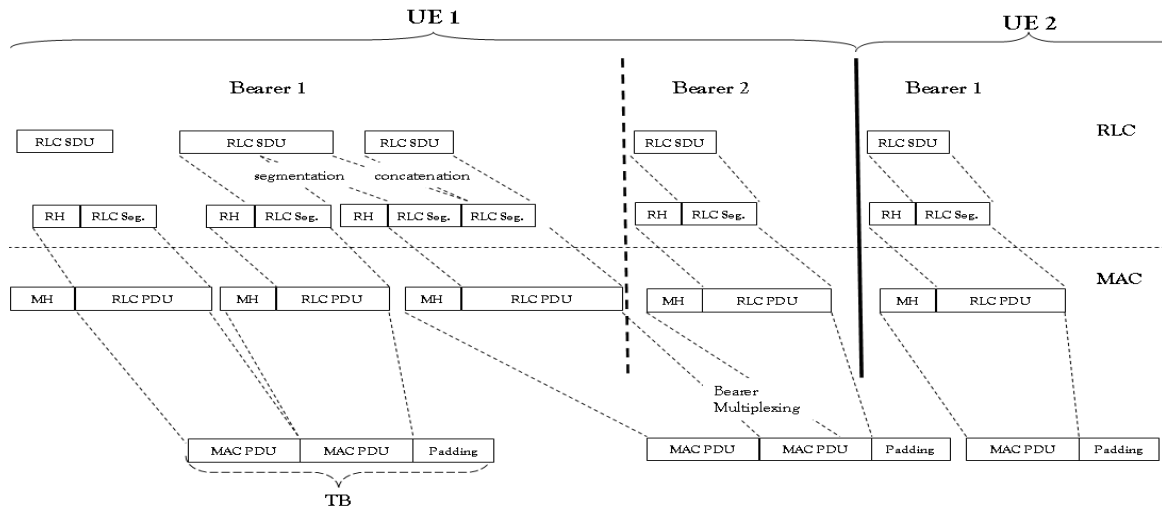 UE 1
UE 2
Bearer 1
Bearer 2
Bearer 1
RLC
RLC SDU
RLC SDU
RLC SDU
RLC SDU
RLC SDU
segmentation
concatenation
RH
RLC Seg.
RH
RLC Seg.
RH
RLC Seg.
RLC Seg.
RH
RLC Seg.
RH
RLC Seg.
MAC
MH
RLC PDU
MH
RLC PDU
MH
RLC PDU
MH
RLC PDU
MH
RLC PDU
Bearer
Multiplexing
MAC PDU
MAC PDU
Padding
MAC PDU
MAC PDU
Padding
MAC PDU
Padding
TB